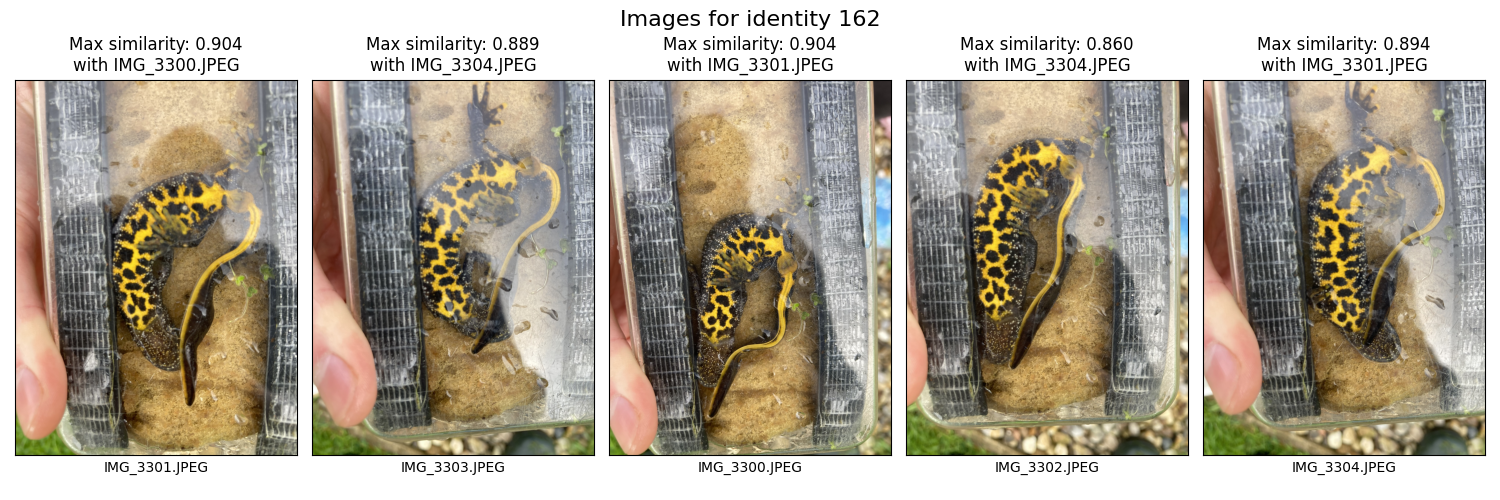 Images for identity 162
Max similarity: 0.904
with IMG_3300.JPEG
Max similarity: 0.889
with IMG_3304.JPEG
Max similarity: 0.904
with IMG_3301.JPEG
Max similarity: 0.860
with IMG_3304.JPEG
Max similarity: 0.894
with IMG_3301.JPEG
IMG_3301.JPEG
IMG_3303.JPEG
IMG_3300.JPEG
IMG_3302.JPEG
IMG_3304.JPEG